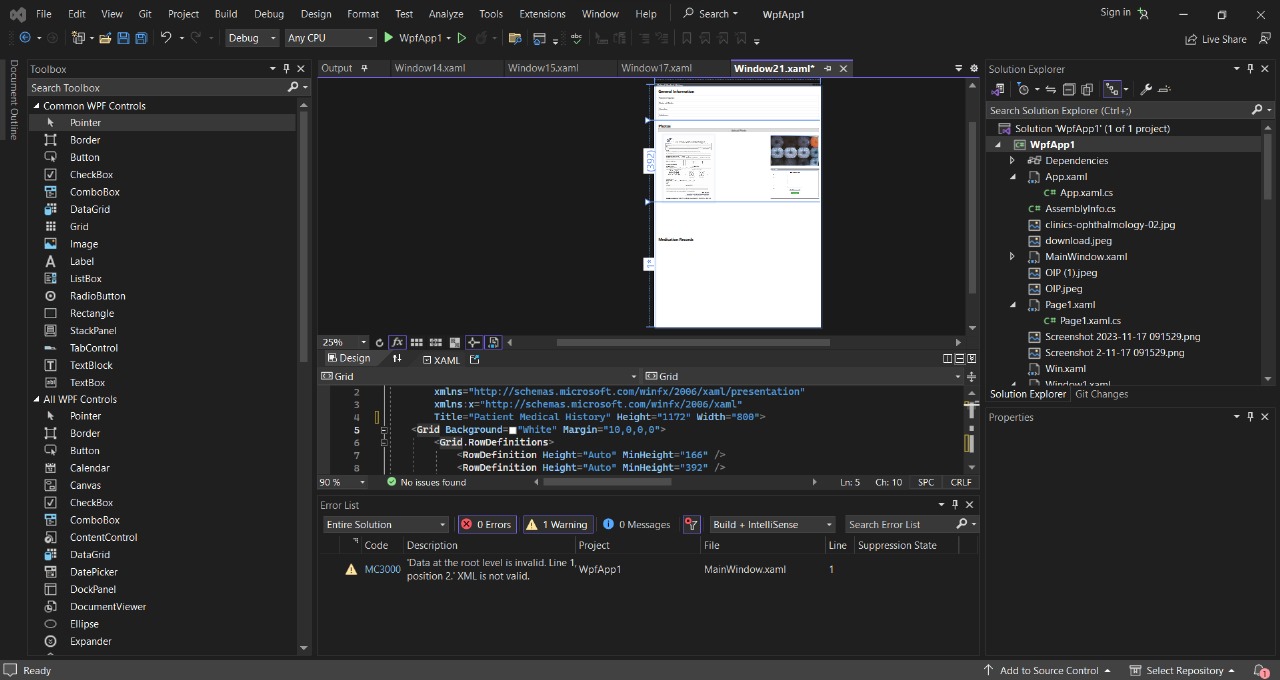 File Edit View Git Project Build Debug Design Format Test Analyze Tools Extensions Window Help Search WpfApp1 Sign in
Debug Any CPU WpfApp1 Live Share
Document Outline
Toolbox
Search Toolbox
Common WPF Controls
Pointer
Border
Button
CheckBox
ComboBox
DataGrid
Grid
Image
Label
ListBox
RadioButton
Rectangle
StackPanel
TabControl
TextBlock
TextBox
All WPF Controls
Pointer
Border
Button
Calendar
Canvas
CheckBox
ComboBox
ContentControl
DataGrid
DatePicker
DockPanel
DocumentViewer
Ellipse
Expander
Output Window14.xaml Window15.xaml Window17.xaml Window21.xaml*
General Information
Photos
(392)
Medication Records
1*
25%
Design XAML
Grid Grid
2 xmlns="http://schemas.microsoft.com/winfx/2006/xaml/presentation"
3 xmlns:x="http://schemas.microsoft.com/winfx/2006/xaml"
4 Title="Patient Medical History" Height="1172" Width="800">
5 <Grid Background="White" Margin="10,0,0,0">
6 <Grid.RowDefinitions>
7 <RowDefinition Height="Auto" MinHeight="166" />
8 <RowDefinition Height="Auto" MinHeight="392" />
90 % No issues found Ln: 5 Ch: 10 SPC CRLF
Error List
Entire Solution 0 Errors 1 Warning 0 Messages Build + IntelliSense Search Error List
Code Description Project File Line Suppression State
MC3000 'Data at the root level is invalid. Line 1, position 2.' XML is not valid. WpfApp1 MainWindow.xaml 1
Solution Explorer
Search Solution Explorer (Ctrl+;)
Solution 'WpfApp1' (1 of 1 project)
WpfApp1
Dependencies
App.xaml
C# App.xaml.cs
C# AssemblyInfo.cs
clinics-ophthalmology-02.jpg
download.jpeg
MainWindow.xaml
OIP (1).jpeg
OIP.jpeg
Page1.xaml
C# Page1.xaml.cs
Screenshot 2023-11-17 091529.png
Screenshot 2-11-17 091529.png
Win.xaml
Window1.xaml
Solution Explorer Git Changes
Properties
Ready Add to Source Control Select Repository 1